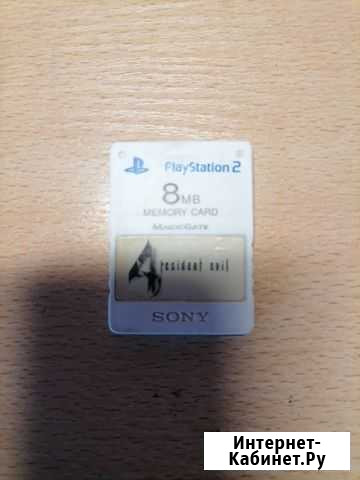 PlayStation 2
8MB
MEMORY CARD
MAGICGATE
4 resident evil
SONY
Интернет-
Кабинет.Ру